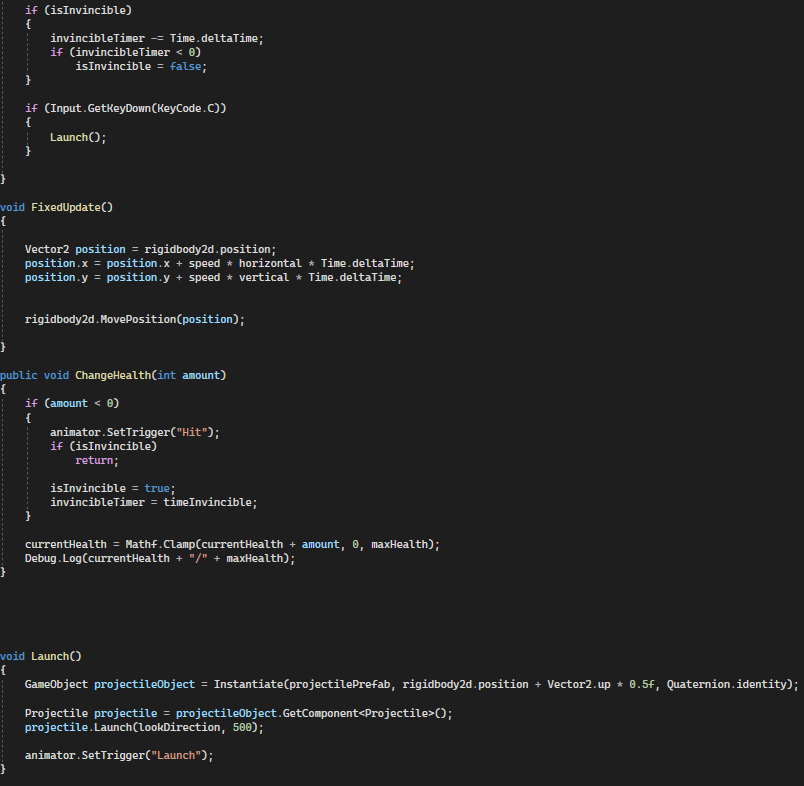 if (isInvincible)
{
invincibleTimer -= Time.deltaTime;
if (invincibleTimer < 0)
isInvincible = false;
}
if (Input.GetKeyDown(KeyCode.C))
{
Launch();
}
}
void FixedUpdate()
{
Vector2 position = rigidbody2d.position;
position.x = position.x + speed * horizontal * Time.deltaTime;
position.y = position.y + speed * vertical * Time.deltaTime;
rigidbody2d.MovePosition(position);
}
public void ChangeHealth(int amount)
{
if (amount < 0)
{
animator.SetTrigger("Hit");
if (isInvincible)
return;
isInvincible = true;
invincibleTimer = timeInvincible;
}
currentHealth = Mathf.Clamp(currentHealth + amount, 0, maxHealth);
Debug.Log(currentHealth + "/" + maxHealth);
}
void Launch()
{
GameObject projectileObject = Instantiate(projectilePrefab, rigidbody2d.position + Vector2.up * 0.5f, Quaternion.identity);
Projectile projectile = projectileObject.GetComponent<Projectile>();
projectile.Launch(lookDirection, 500);
animator.SetTrigger("Launch");
}